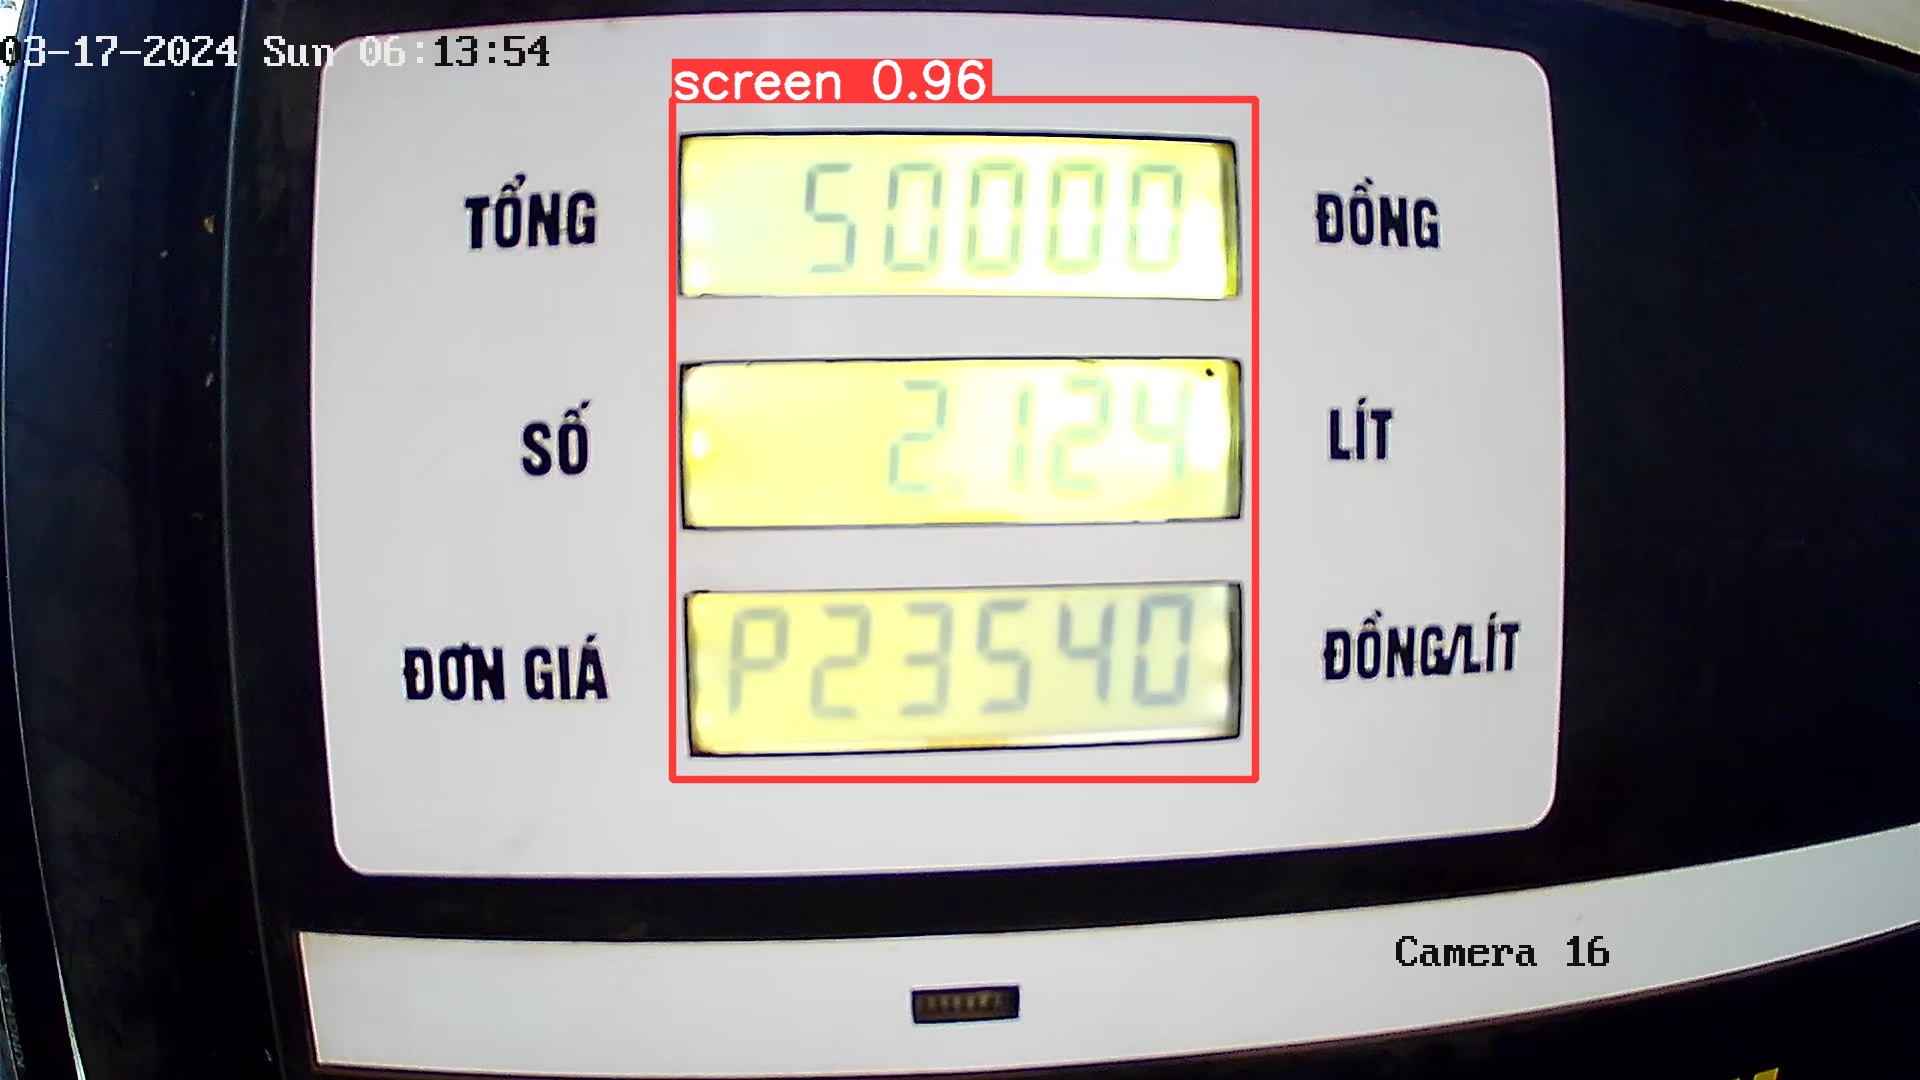 03-17-2024 Sun 06:13:54
screen 0.96
TỔNG 50000 ĐỒNG
SỐ 2.124 LÍT
ĐƠN GIÁ P23540 ĐỒNG/LÍT
Camera 16